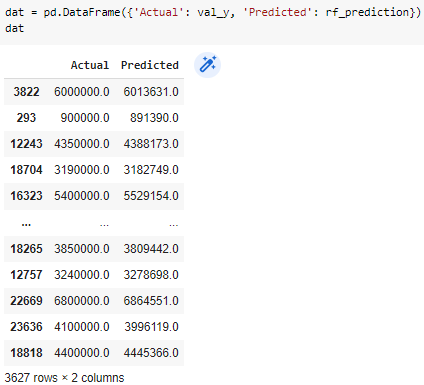 dat = pd.DataFrame({'Actual': val_y, 'Predicted': rf_prediction})
dat
Actual Predicted
3822 6000000.0 6013631.0
293 900000.0 891390.0
12243 4350000.0 4388173.0
18704 3190000.0 3182749.0
16323 5400000.0 5529154.0
... ... ...
18265 3850000.0 3809442.0
12757 3240000.0 3278698.0
22669 6800000.0 6864551.0
23636 4100000.0 3996119.0
18818 4400000.0 4445366.0
3627 rows × 2 columns